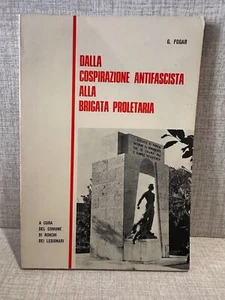 G. FOGAR
DALLA
COSPIRAZIONE ANTIFASCISTA
ALLA
BRIGATA PROLETARIA
A CURA
DEL COMUNE
DI RONCHI
DEI LEGIONARI